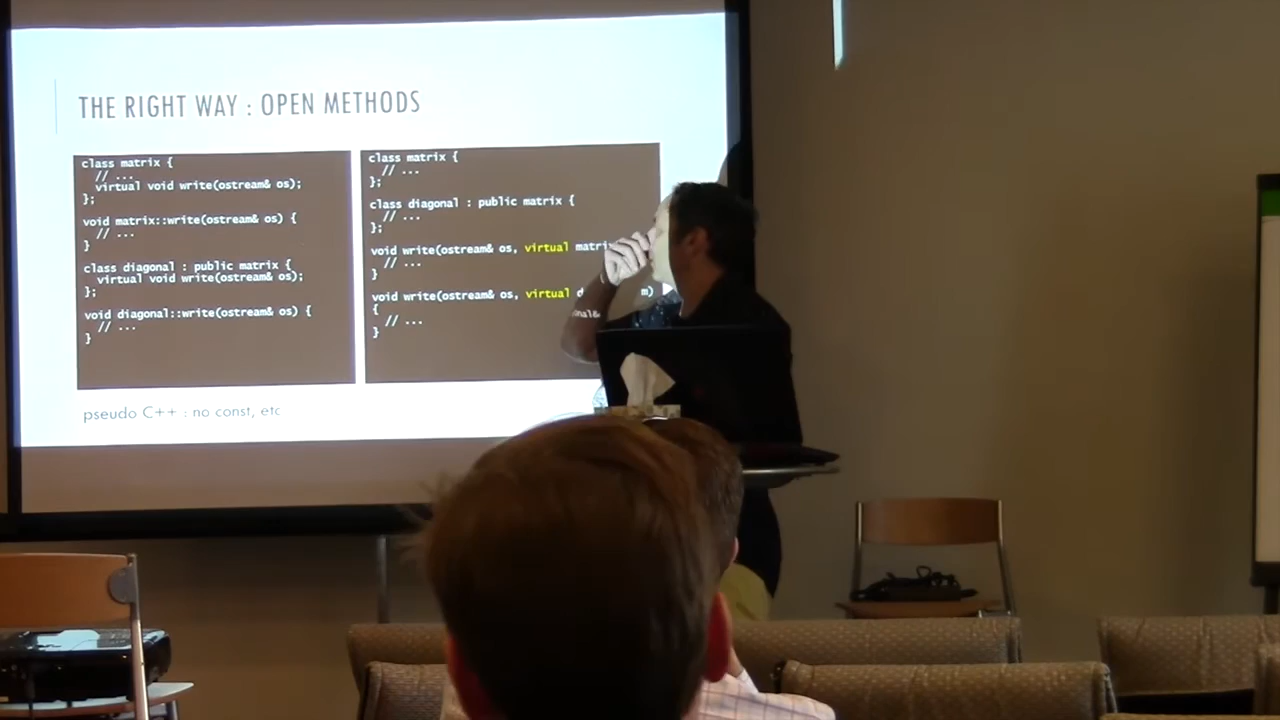 THE RIGHT WAY : OPEN METHODS
class matrix {
// ...
virtual void write(ostream& os);
};
void matrix::write(ostream& os) {
// ...
}
class diagonal : public matrix {
virtual void write(ostream& os);
};
void diagonal::write(ostream& os) {
// ...
}
class matrix {
// ...
};
class diagonal : public matrix {
// ...
};
void write(ostream& os, virtual
// ...
}
void write(ostream& os, virtual m)
{
// ...
}
pseudo C++ : no const, etc